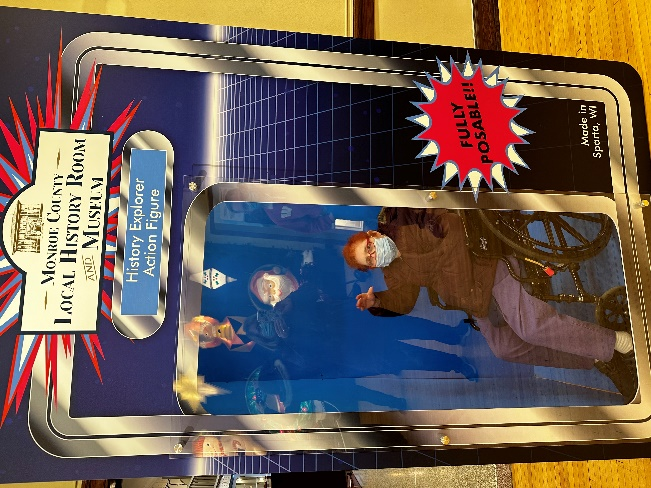 MONROE COUNTY
LOCAL HISTORY ROOM
AND MUSEUM
History Explorer
Action Figure
FULLY
POSABLE!!
Made in
Sparta, WI